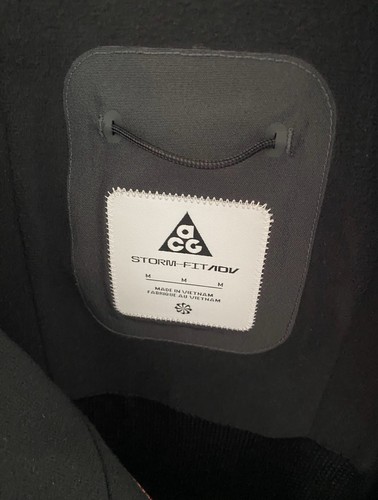 aCG
STORM-FITADV
M M M
MADE IN VIETNAM
FABRIQUÉ AU VIETNAM